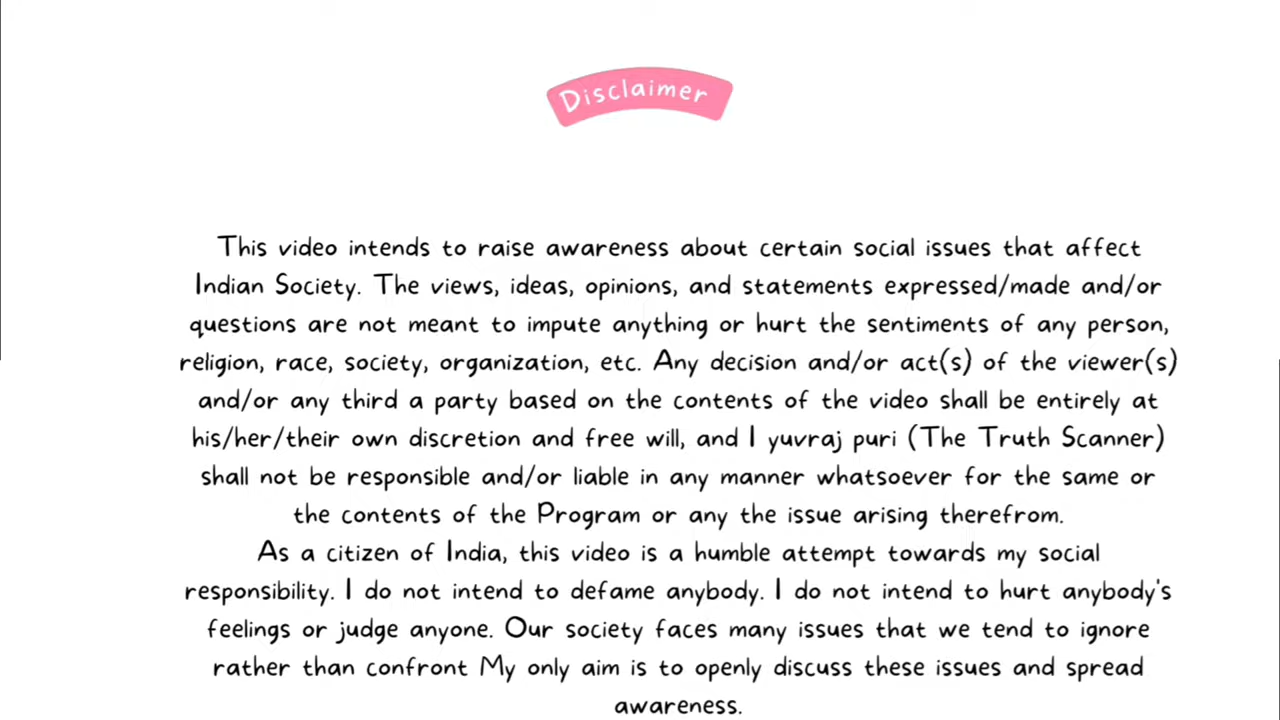 Disclaimer
This video intends to raise awareness about certain social issues that affect
Indian Society. The views, ideas, opinions, and statements expressed/made and/or
questions are not meant to impute anything or hurt the sentiments of any person,
religion, race, society, organization, etc. Any decision and/or act(s) of the viewer(s)
and/or any third a party based on the contents of the video shall be entirely at
his/her/their own discretion and free will, and I yuvraj puri (The Truth Scanner)
shall not be responsible and/or liable in any manner whatsoever for the same or
the contents of the Program or any the issue arising therefrom.
As a citizen of India, this video is a humble attempt towards my social
responsibility. I do not intend to defame anybody. I do not intend to hurt anybody's
feelings or judge anyone. Our society faces many issues that we tend to ignore
rather than confront My only aim is to openly discuss these issues and spread
awareness.